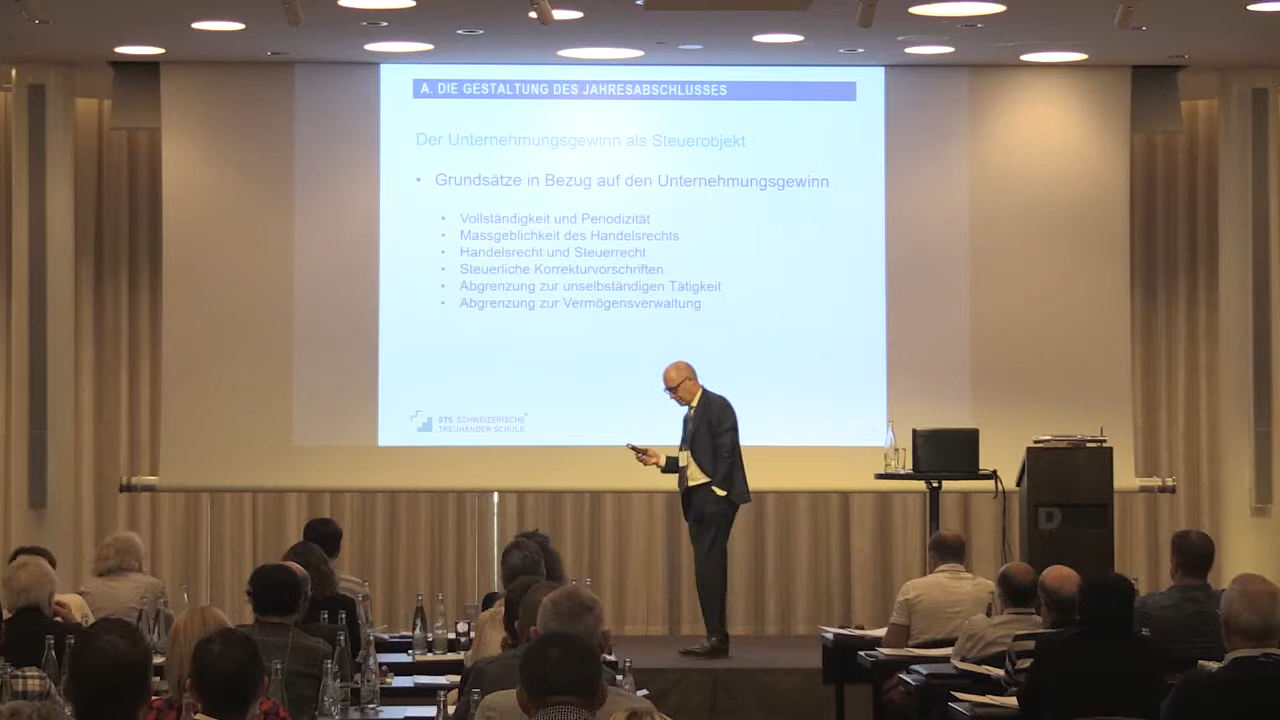 A. DIE GESTALTUNG DES JAHRESABSCHLUSSES
Der Unternehmungsgewinn als Steuerobjekt
• Grundsätze in Bezug auf den Unternehmungsgewinn
• Vollständigkeit und Periodizität
• Massgeblichkeit des Handelsrechts
• Handelsrecht und Steuerrecht
• Steuerliche Korrekturvorschriften
• Abgrenzung zur unselbständigen Tätigkeit
• Abgrenzung zur Vermögensverwaltung
STS SCHWEIZERISCHE
TREUHÄNDER SCHULE
D